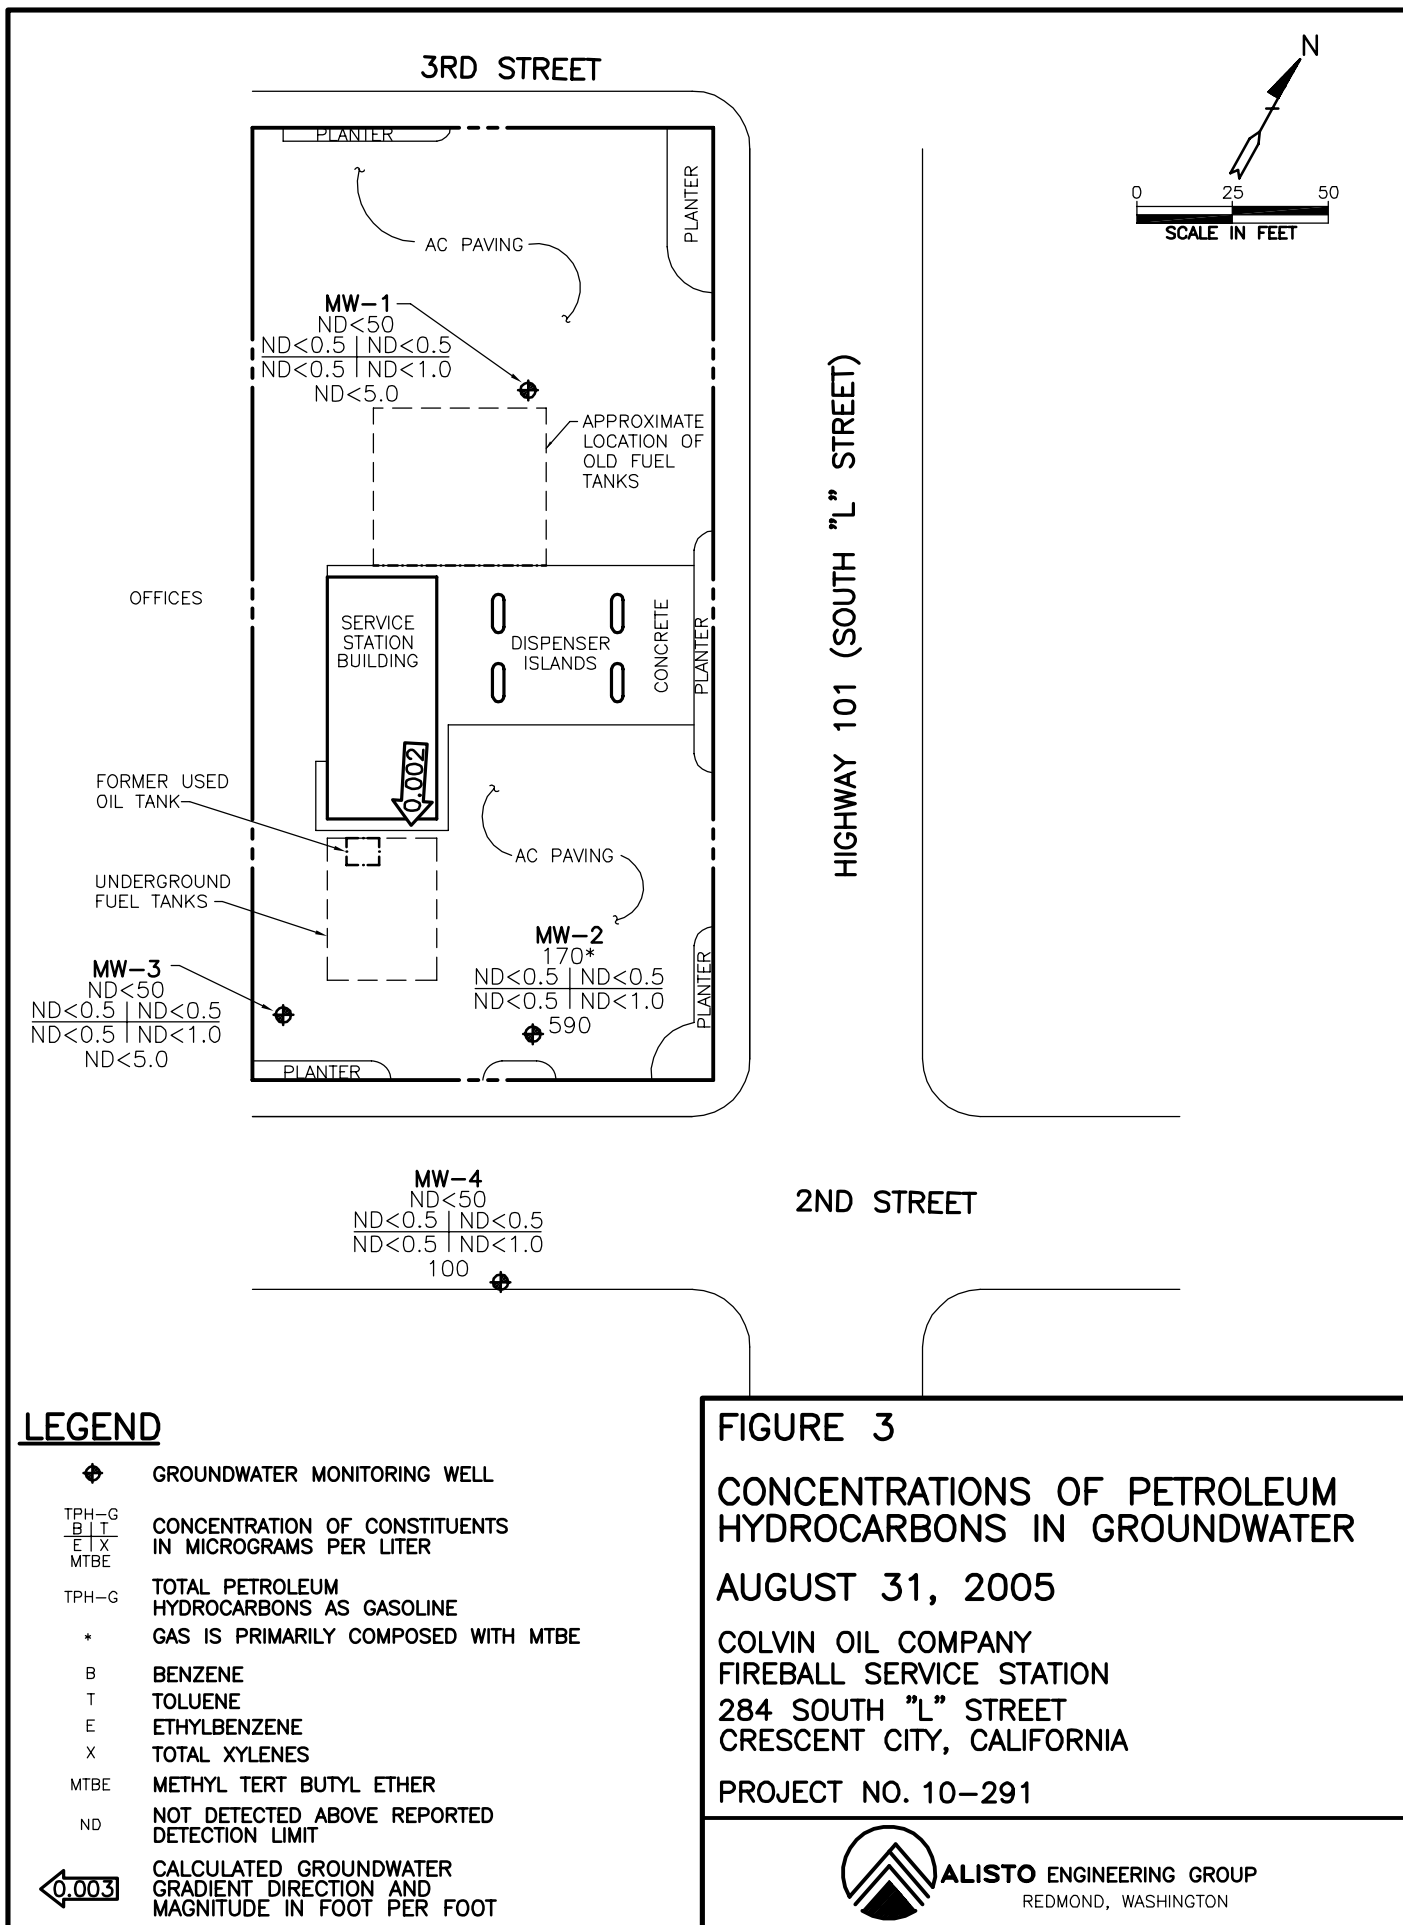 3RD STREET
N
0 25 50
SCALE IN FEET
PLANTER
PLANTER
AC PAVING
MW-1
ND<50
ND<0.5 | ND<0.5
ND<0.5 | ND<1.0
ND<5.0
APPROXIMATE
LOCATION OF
OLD FUEL
TANKS
HIGHWAY 101 (SOUTH "L" STREET)
OFFICES
SERVICE
STATION
BUILDING
DISPENSER
ISLANDS
CONCRETE
PLANTER
0.002
FORMER USED
OIL TANK
AC PAVING
UNDERGROUND
FUEL TANKS
MW-2
170*
ND<0.5 | ND<0.5
ND<0.5 | ND<1.0
590
PLANTER
MW-3
ND<50
ND<0.5 | ND<0.5
ND<0.5 | ND<1.0
ND<5.0
PLANTER
MW-4
ND<50
ND<0.5 | ND<0.5
ND<0.5 | ND<1.0
100
2ND STREET
LEGEND
GROUNDWATER MONITORING WELL
TPH-G
B | T
E | X
MTBE
CONCENTRATION OF CONSTITUENTS
IN MICROGRAMS PER LITER
TPH-G
TOTAL PETROLEUM
HYDROCARBONS AS GASOLINE
* GAS IS PRIMARILY COMPOSED WITH MTBE
B BENZENE
T TOLUENE
E ETHYLBENZENE
X TOTAL XYLENES
MTBE METHYL TERT BUTYL ETHER
ND
NOT DETECTED ABOVE REPORTED
DETECTION LIMIT
0.003
CALCULATED GROUNDWATER
GRADIENT DIRECTION AND
MAGNITUDE IN FOOT PER FOOT
FIGURE 3
CONCENTRATIONS OF PETROLEUM
HYDROCARBONS IN GROUNDWATER
AUGUST 31, 2005
COLVIN OIL COMPANY
FIREBALL SERVICE STATION
284 SOUTH "L" STREET
CRESCENT CITY, CALIFORNIA
PROJECT NO. 10-291
ALISTO ENGINEERING GROUP
REDMOND, WASHINGTON